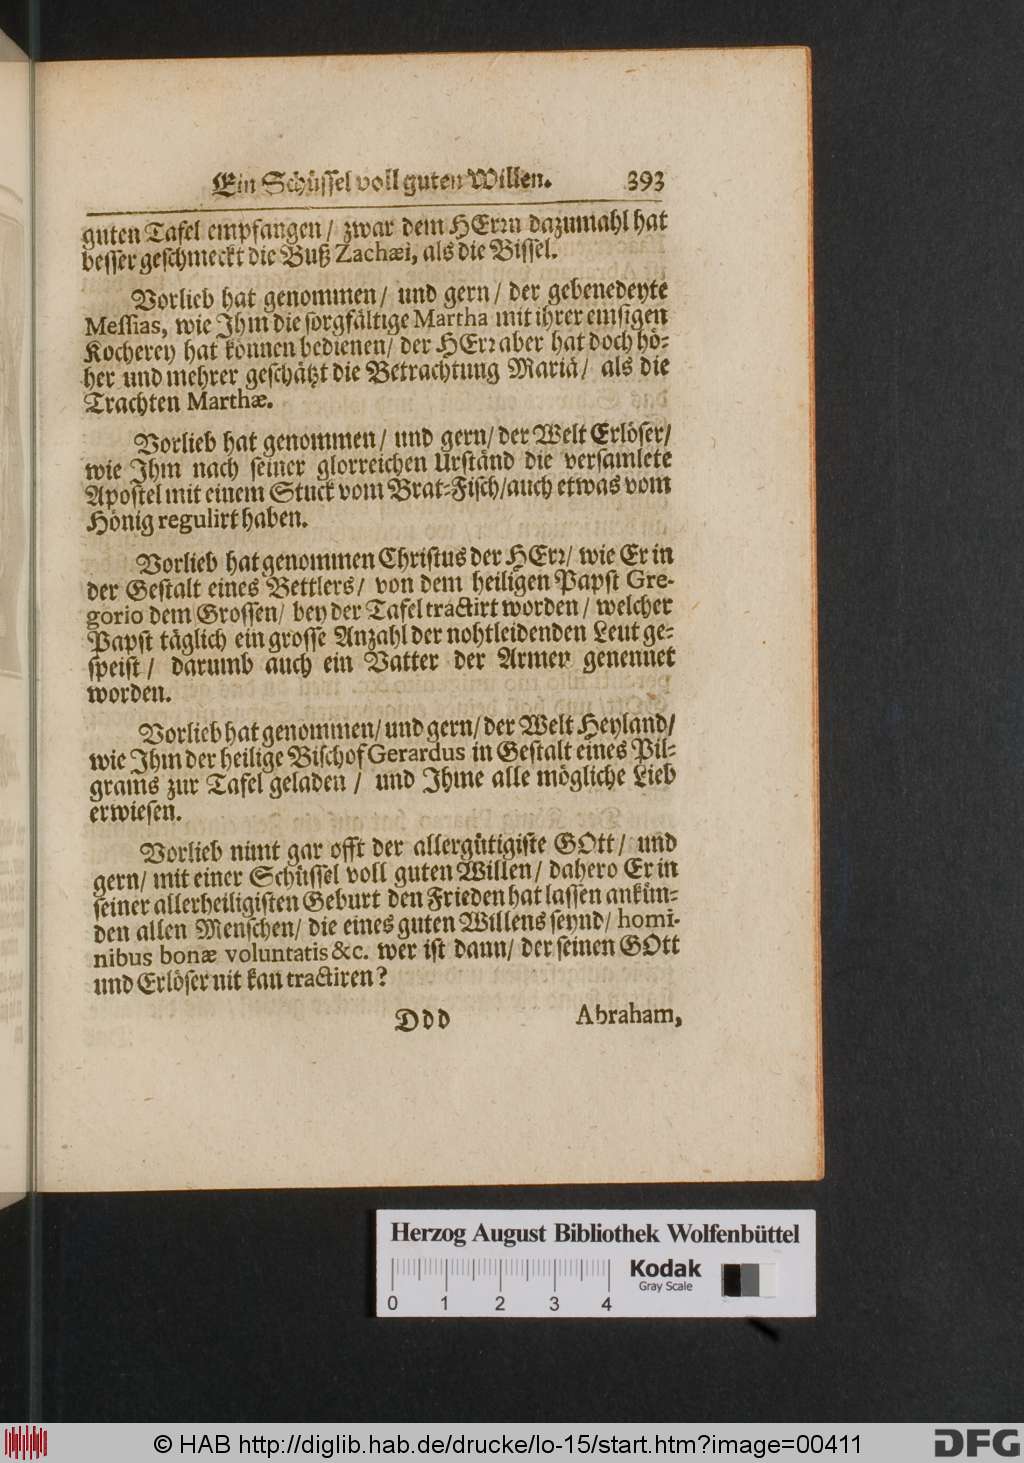 Ein Schüssel voll guten Willen. 393
guten Tafel empfangen / zwar dem HErrn dazumahl hat
besser geschmeckt die Buß Zachæi, als die Bissel.
Vorlieb hat genommen / und gern / der gebenedeyte
Messias, wie Ihm die sorgfältige Martha mit ihrer emsigen
Kocherey hat können bedienen / der HErr aber hat doch hö-
her und mehrer geschätzt die Betrachtung Mariä / als die
Trachten Marthæ.
Vorlieb hat genommen / und gern / der Welt Erlöser /
wie Ihm nach seiner glorreichen Urständ die versamlete
Apostel mit einem Stuck vom Brat-Fisch / auch etwas vom
Hönig regulirt haben.
Vorlieb hat genommen Christus der HErr / wie Er in
der Gestalt eines Bettlers / von dem heiligen Papst Gre-
gorio dem Grossen / bey der Tafel tractirt worden / welcher
Papst täglich ein grosse Anzahl der nohtleidenden Leut ge-
speist / darumb auch ein Vatter der Armen genennet
worden.
Vorlieb hat genommen / und gern / der Welt Heyland /
wie Ihm der heilige Bischof Gerardus in Gestalt eines Pil-
grams zur Tafel geladen / und Ihme alle mögliche Lieb
erwiesen.
Vorlieb nimt gar offt der allergütigiste GOtt / und
gern / mit einer Schüssel voll guten Willen / dahero Er in
seiner allerheiligisten Geburt den Frieden hat lassen ankün-
den allen Menschen / die eines guten Willens seynd / homi-
nibus bonæ voluntatis &c. wer ist dann / der seinen GOtt
und Erlöser nit kan tractiren?
Ddd Abraham,
Herzog August Bibliothek Wolfenbüttel
Kodak
Gray Scale
0 1 2 3 4
© HAB http://diglib.hab.de/drucke/lo-15/start.htm?image=00411
DFG